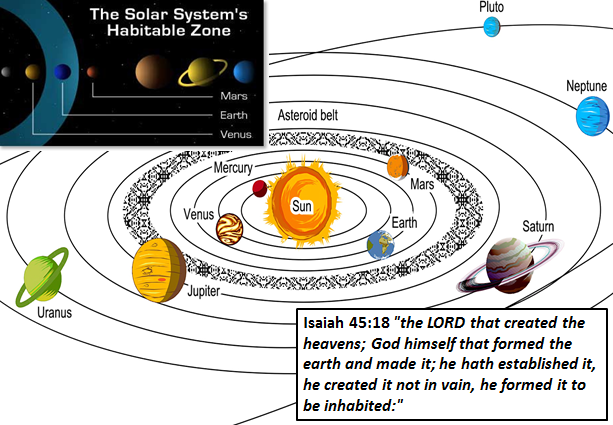 The Solar System's
Habitable Zone
Mars
Earth
Venus
Pluto
Neptune
Asteroid belt
Mercury
Mars
Sun
Venus
Earth
Saturn
Jupiter
Uranus
Isaiah 45:18 "the LORD that created the
heavens; God himself that formed the
earth and made it; he hath established it,
he created it not in vain, he formed it to
be inhabited:"